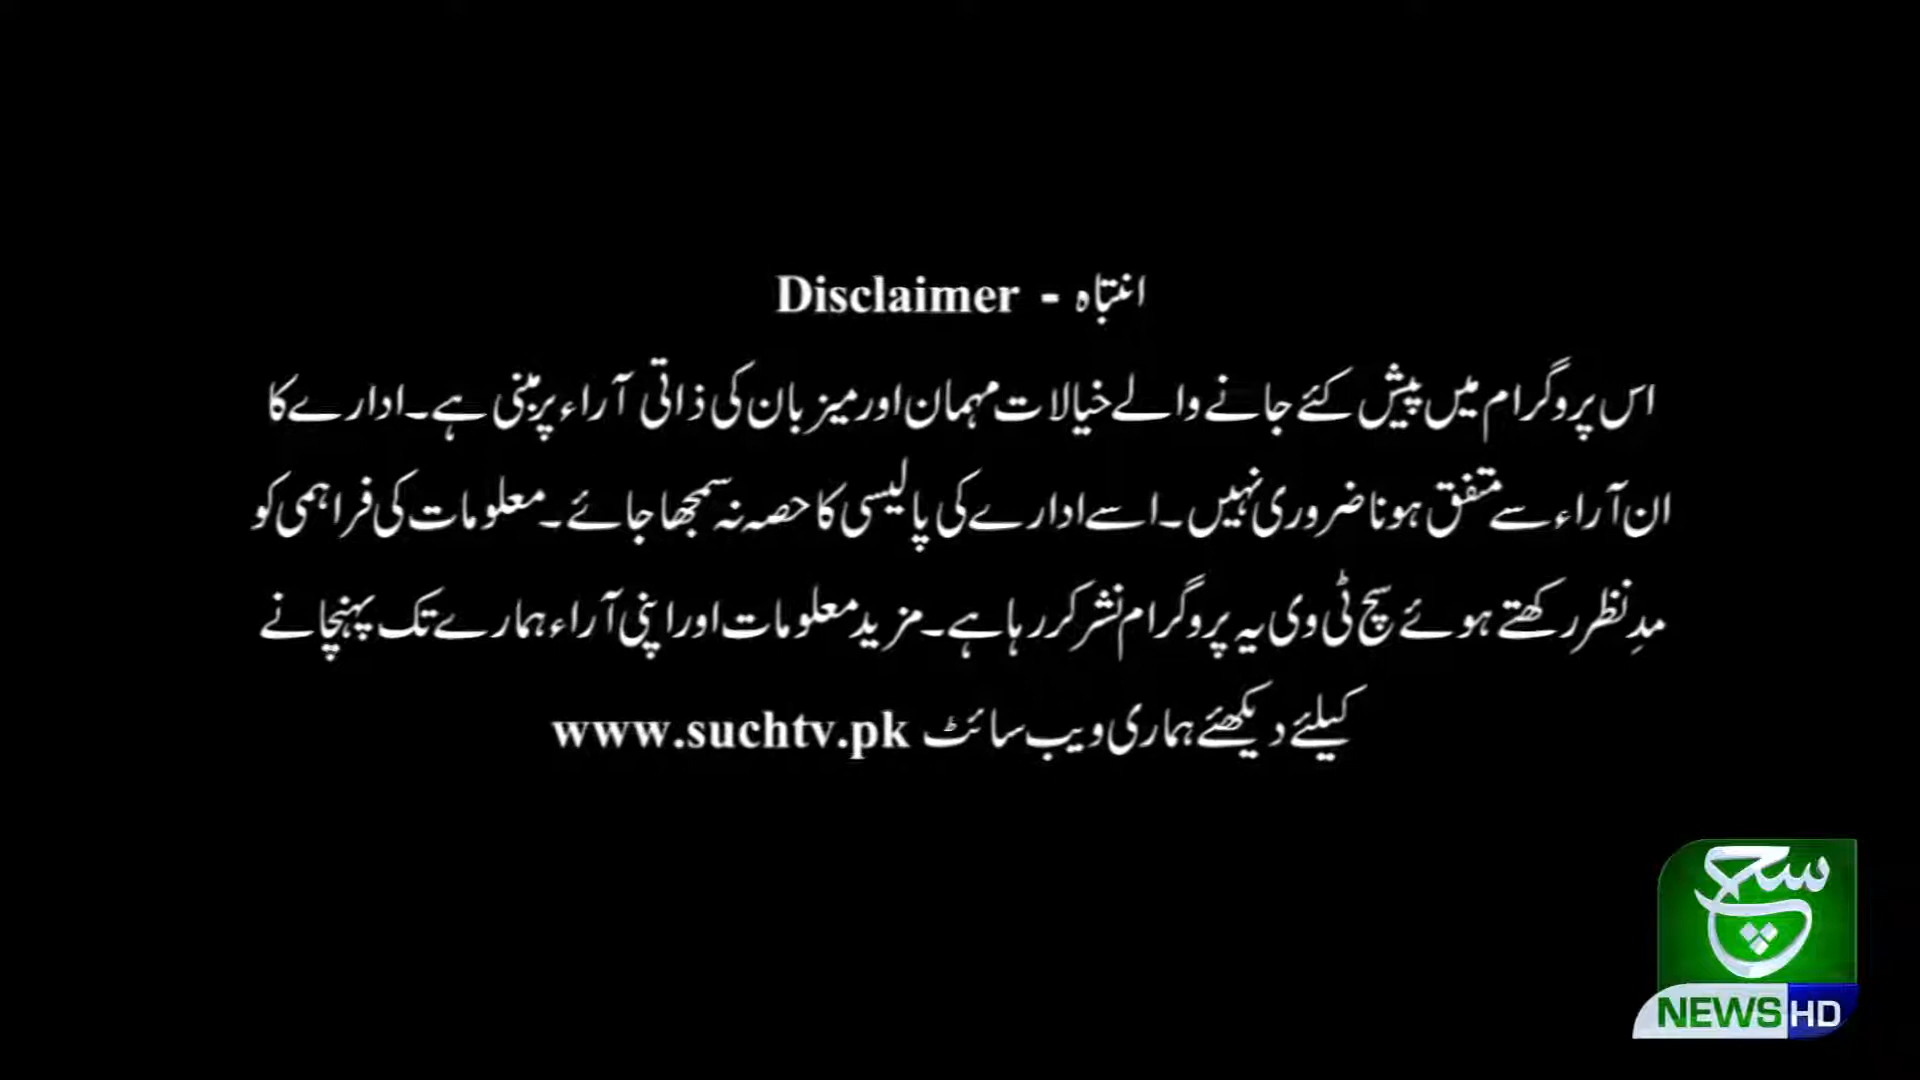 انتباہ - Disclaimer
اس پروگرام میں پیش کئے جانے والے خیالات مہمان اور میزبان کی ذاتی آراء پر مبنی ہے۔ ادارے کا
ان آراء سے متفق ہونا ضروری نہیں۔ اسے ادارے کی پالیسی کا حصہ نہ سمجھا جائے۔ معلومات کی فراہمی کو
مدِ نظر رکھتے ہوئے سچ ٹی وی یہ پروگرام نشر کر رہا ہے۔ مزید معلومات اور اپنی آراء ہمارے تک پہنچانے
کیلئے دیکھئے ہماری ویب سائٹ www.suchtv.pk
سچ
NEWS HD